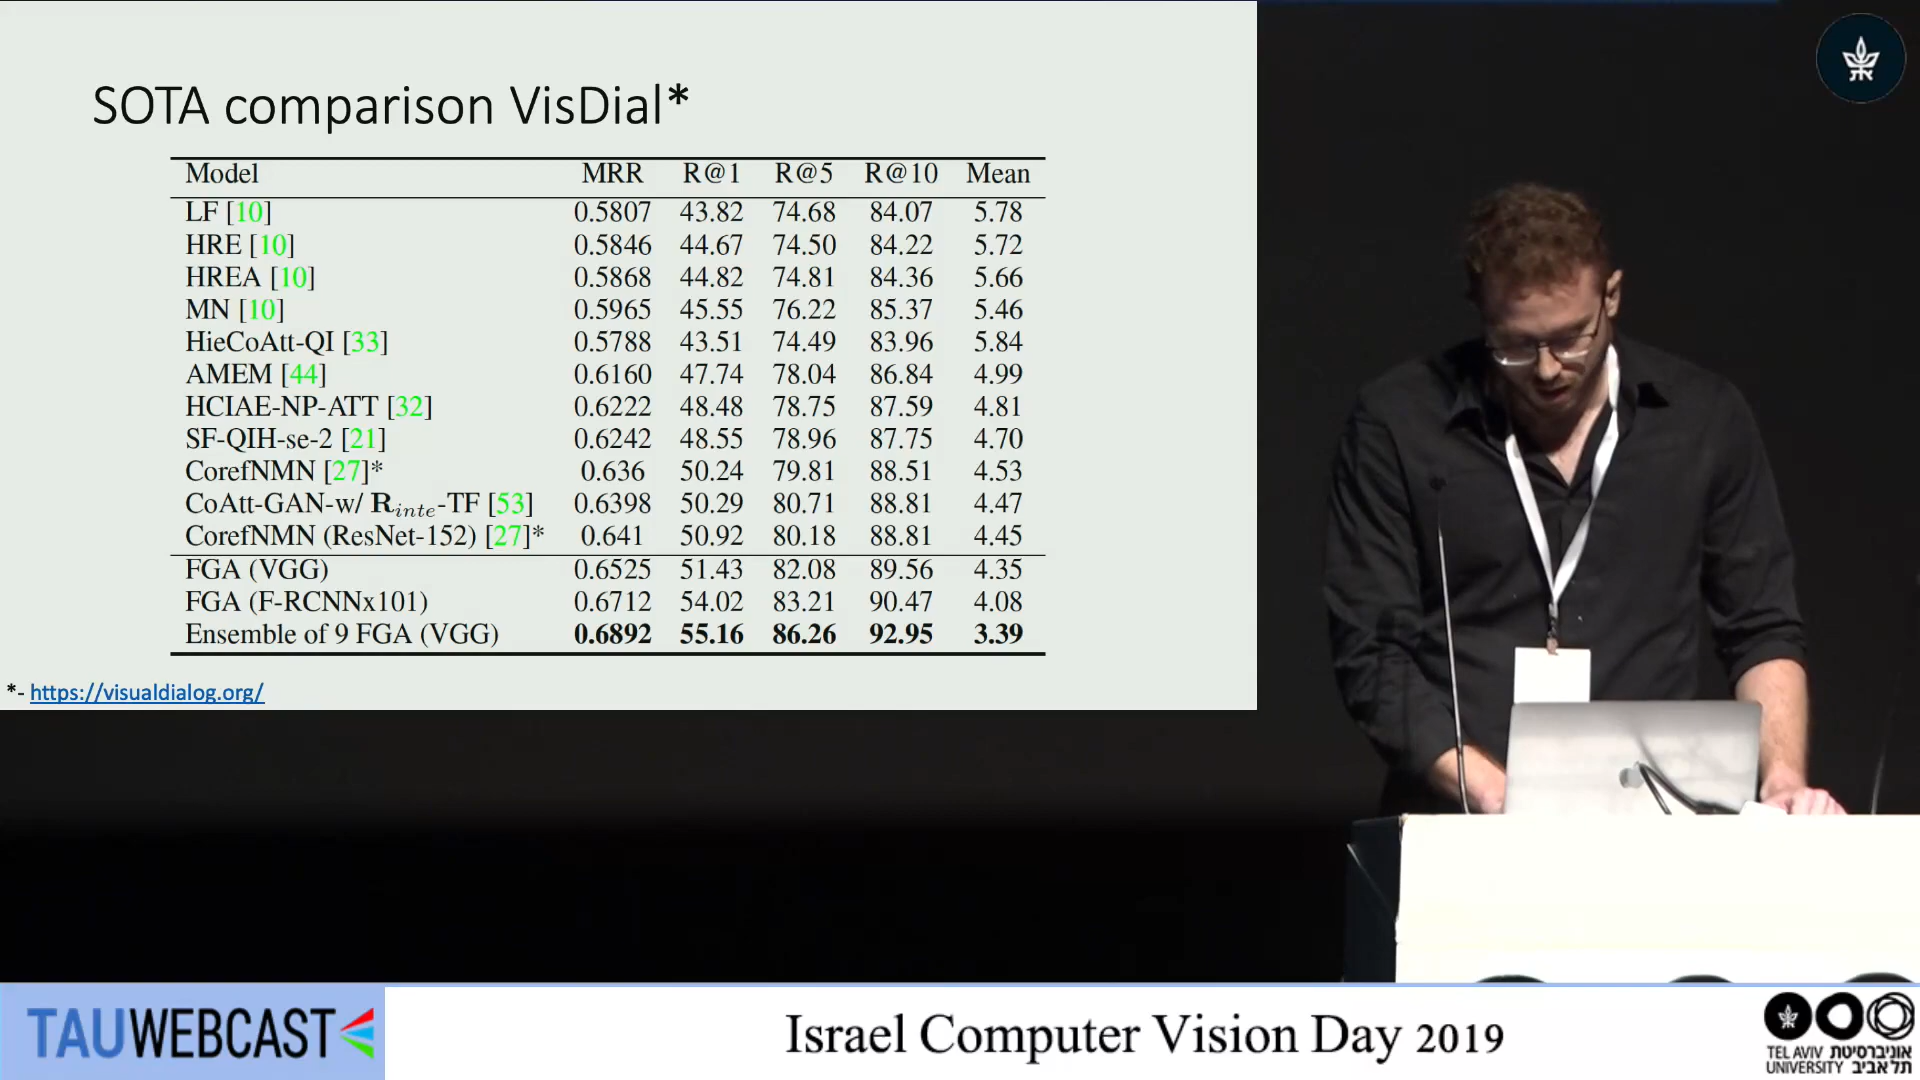 SOTA comparison VisDial*
Model MRR R@1 R@5 R@10 Mean
LF [10] 0.5807 43.82 74.68 84.07 5.78
HRE [10] 0.5846 44.67 74.50 84.22 5.72
HREA [10] 0.5868 44.82 74.81 84.36 5.66
MN [10] 0.5965 45.55 76.22 85.37 5.46
HieCoAtt-QI [33] 0.5788 43.51 74.49 83.96 5.84
AMEM [44] 0.6160 47.74 78.04 86.84 4.99
HCIAE-NP-ATT [32] 0.6222 48.48 78.75 87.59 4.81
SF-QIH-se-2 [21] 0.6242 48.55 78.96 87.75 4.70
CorefNMN [27]* 0.636 50.24 79.81 88.51 4.53
CoAtt-GAN-w/ Rinte-TF [53] 0.6398 50.29 80.71 88.81 4.47
CorefNMN (ResNet-152) [27]* 0.641 50.92 80.18 88.81 4.45
FGA (VGG) 0.6525 51.43 82.08 89.56 4.35
FGA (F-RCNNx101) 0.6712 54.02 83.21 90.47 4.08
Ensemble of 9 FGA (VGG) 0.6892 55.16 86.26 92.95 3.39
*- https://visualdialog.org/
TAUWEBCAST
Israel Computer Vision Day 2019
TEL AVIV אוניברסיטת
UNIVERSITY תל אביב